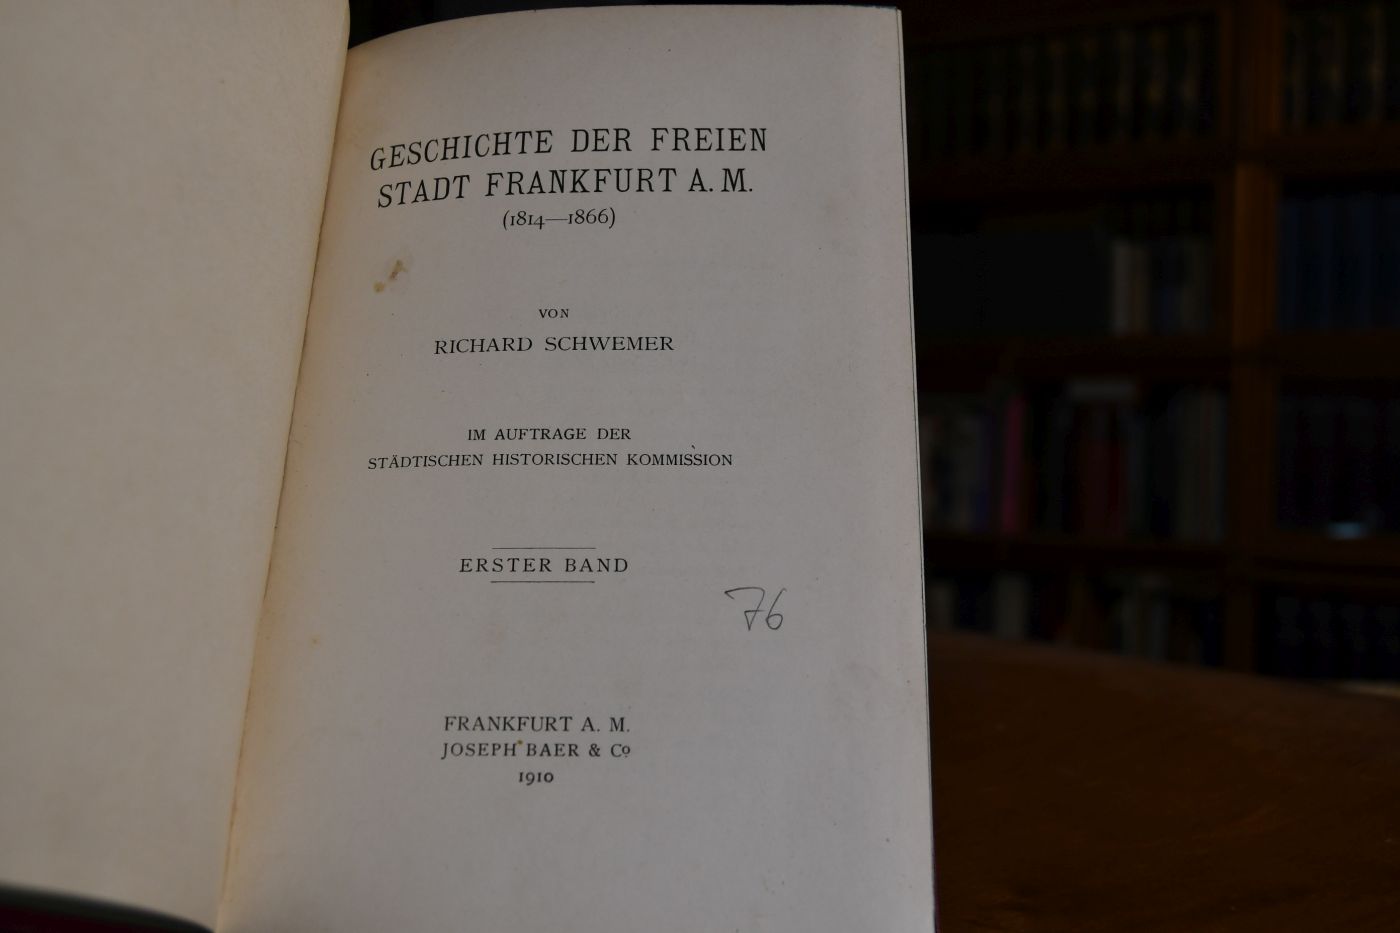 GESCHICHTE DER FREIEN
STADT FRANKFURT A. M.
(1814—1866)
VON
RICHARD SCHWEMER
IM AUFTRAGE DER
STÄDTISCHEN HISTORISCHEN KOMMISSION
ERSTER BAND
76
FRANKFURT A. M.
JOSEPH BAER & Co
1910